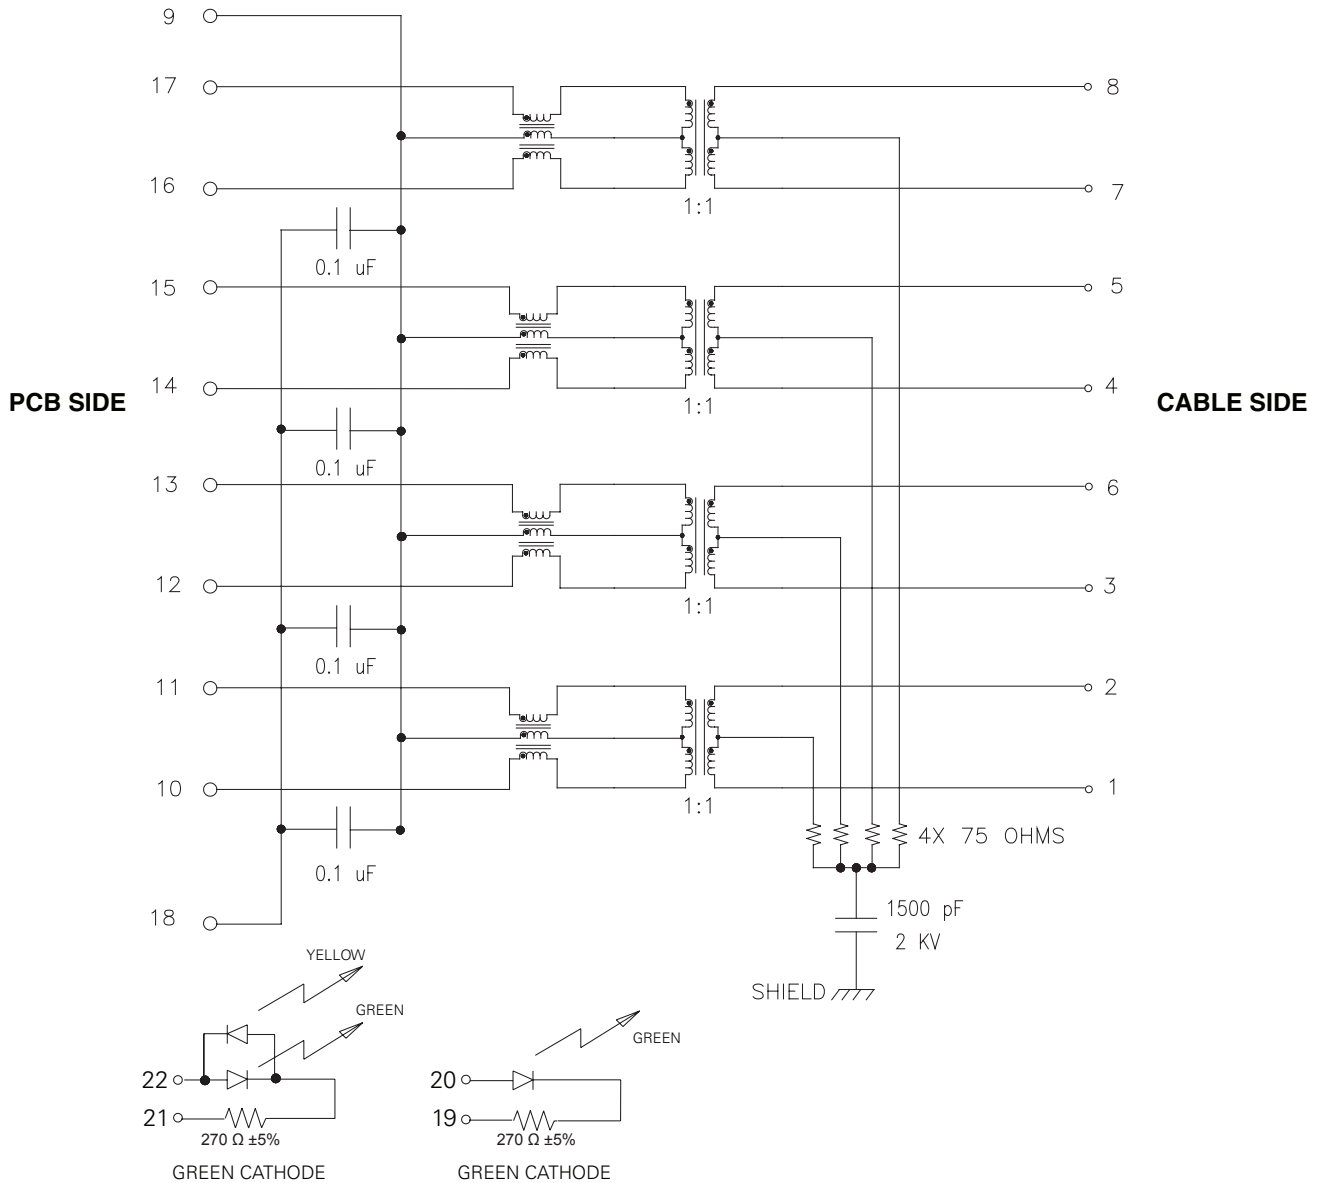 9
17
8
16
7
1:1
0.1 uF
15
5
14
4
PCB SIDE
1:1
CABLE SIDE
0.1 uF
13
6
12
3
1:1
0.1 uF
11
2
10
1
1:1
4X 75 OHMS
0.1 uF
18
1500 pF
2 KV
YELLOW
SHIELD
GREEN
GREEN
22
20
21
19
270 Ω ±5%
270 Ω ±5%
GREEN CATHODE
GREEN CATHODE